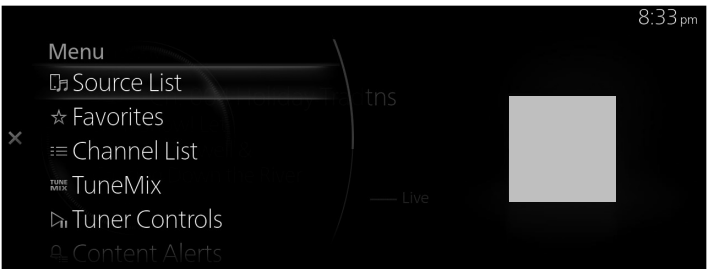 8:33 pm
Menu
Source List
Favorites
Channel List
TUNE MIX TuneMix
Tuner Controls
Content Alerts
tns
Live